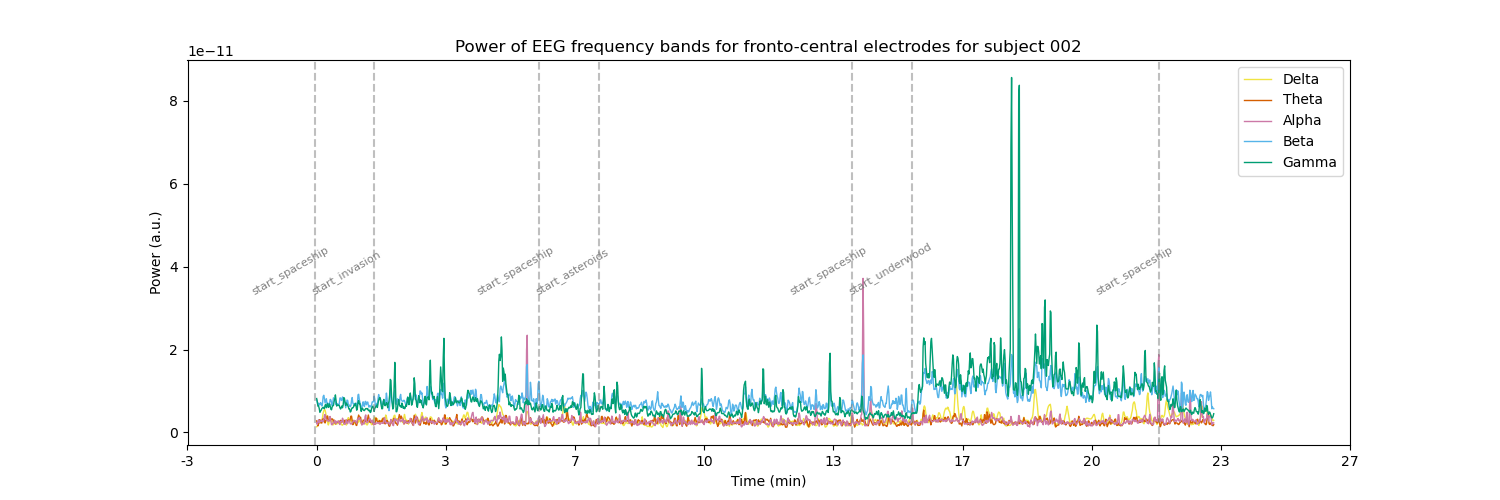 Power of EEG frequency bands for fronto-central electrodes for subject 002
1e−11
8
6
4
2
0
Power (a.u.)
start_spaceship
start_invasion
start_spaceship
start_asteroids
start_spaceship
start_underwood
start_spaceship
Delta
Theta
Alpha
Beta
Gamma
-3
0
3
7
10
13
17
20
23
27
Time (min)